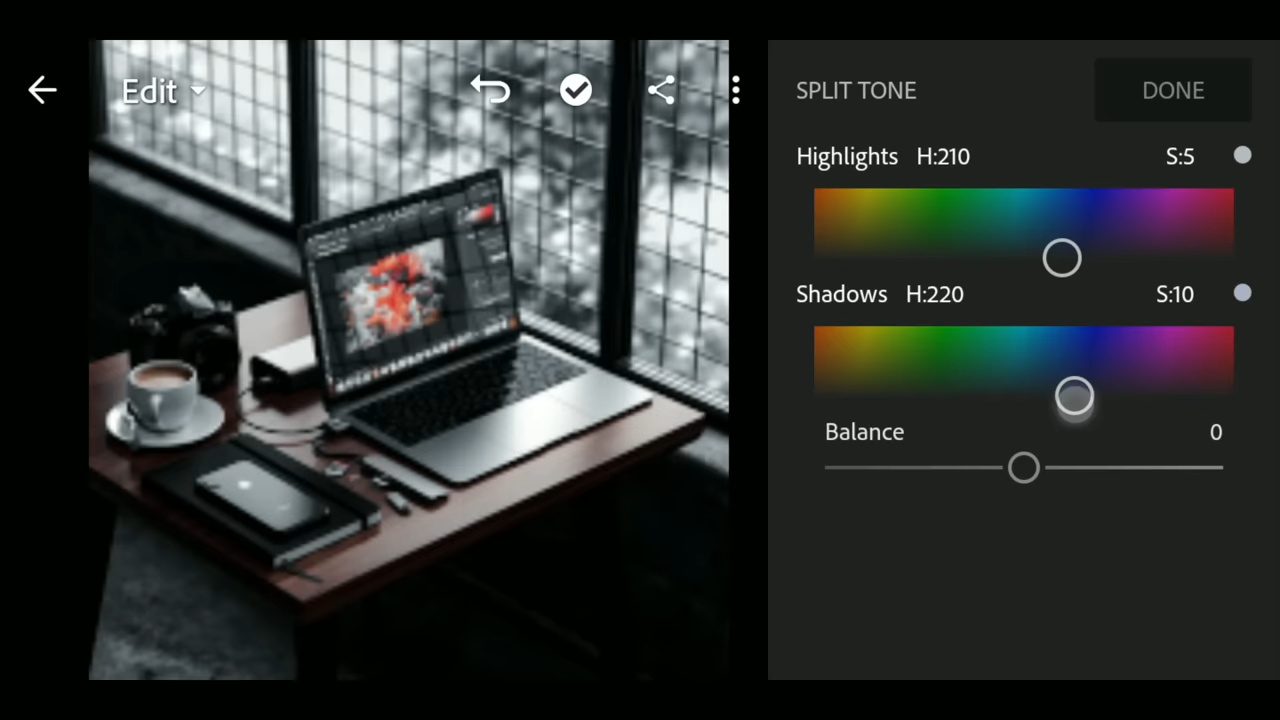 Edit
SPLIT TONE
DONE
Highlights H:210 S:5
Shadows H:220 S:10
Balance 0